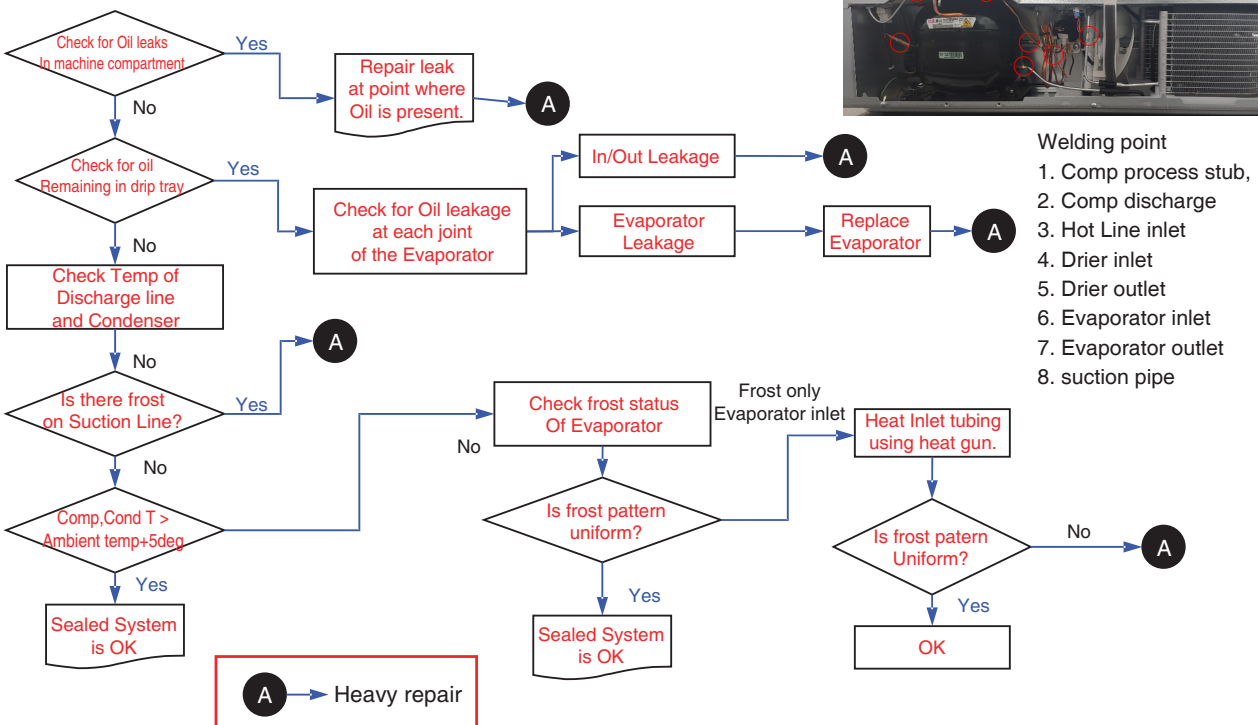 Check for Oil leaks
In machine compartment
Yes
Repair leak
at point where
Oil is present.
A
No
Check for oil
Remaining in drip tray
Yes
Check for Oil leakage
at each joint
of the Evaporator
In/Out Leakage
A
Evaporator
Leakage
Replace
Evaporator
A
Welding point
1. Comp process stub,
2. Comp discharge
3. Hot Line inlet
4. Drier inlet
5. Drier outlet
6. Evaporator inlet
7. Evaporator outlet
8. suction pipe
No
Check Temp of
Discharge line
and Condenser
No
A
Is there frost
on Suction Line?
Yes
No
Comp,Cond T >
Ambient temp+5deg
Yes
Sealed System
is OK
No
Check frost status
Of Evaporator
Frost only
Evaporator inlet
Is frost pattern
uniform?
Yes
Sealed System
is OK
Heat Inlet tubing
using heat gun.
Is frost patern
Uniform?
No
A
Yes
OK
A
Heavy repair